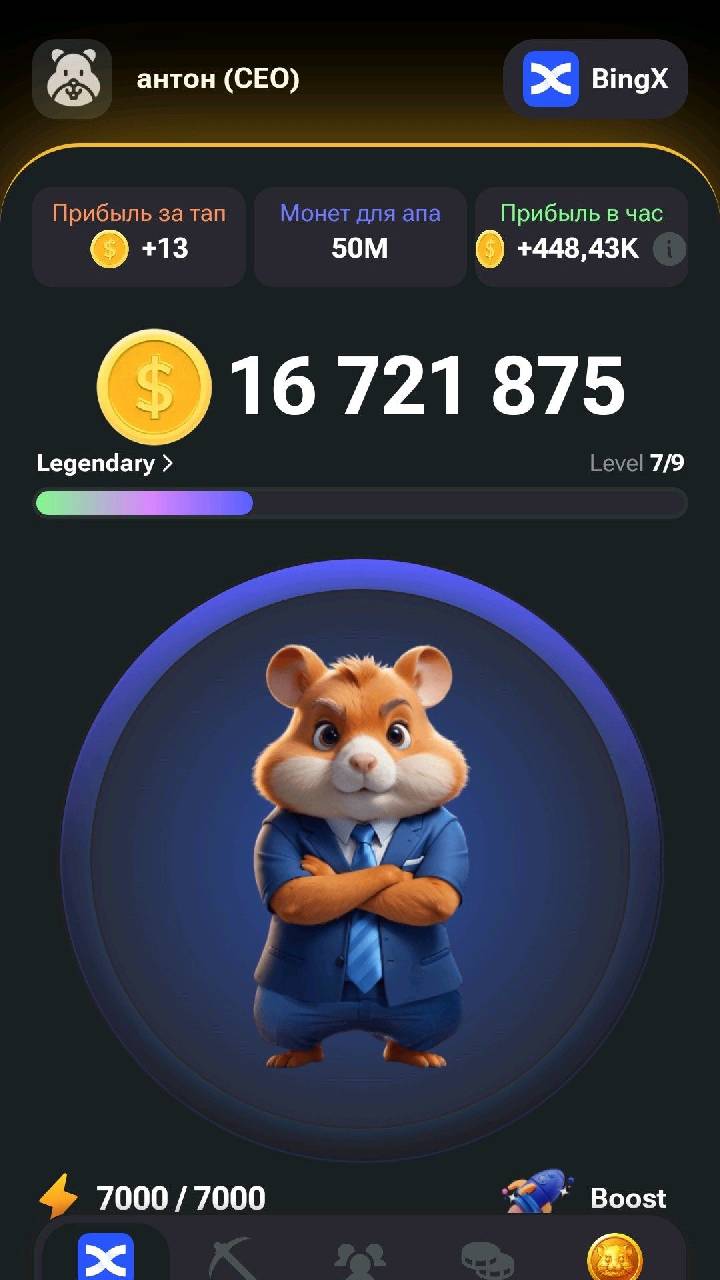 антон (CEO)
BingX
Прибыль за тап
+13
Монет для апа
50M
Прибыль в час
+448,43K
16 721 875
Legendary >
Level 7/9
7000 / 7000
Boost